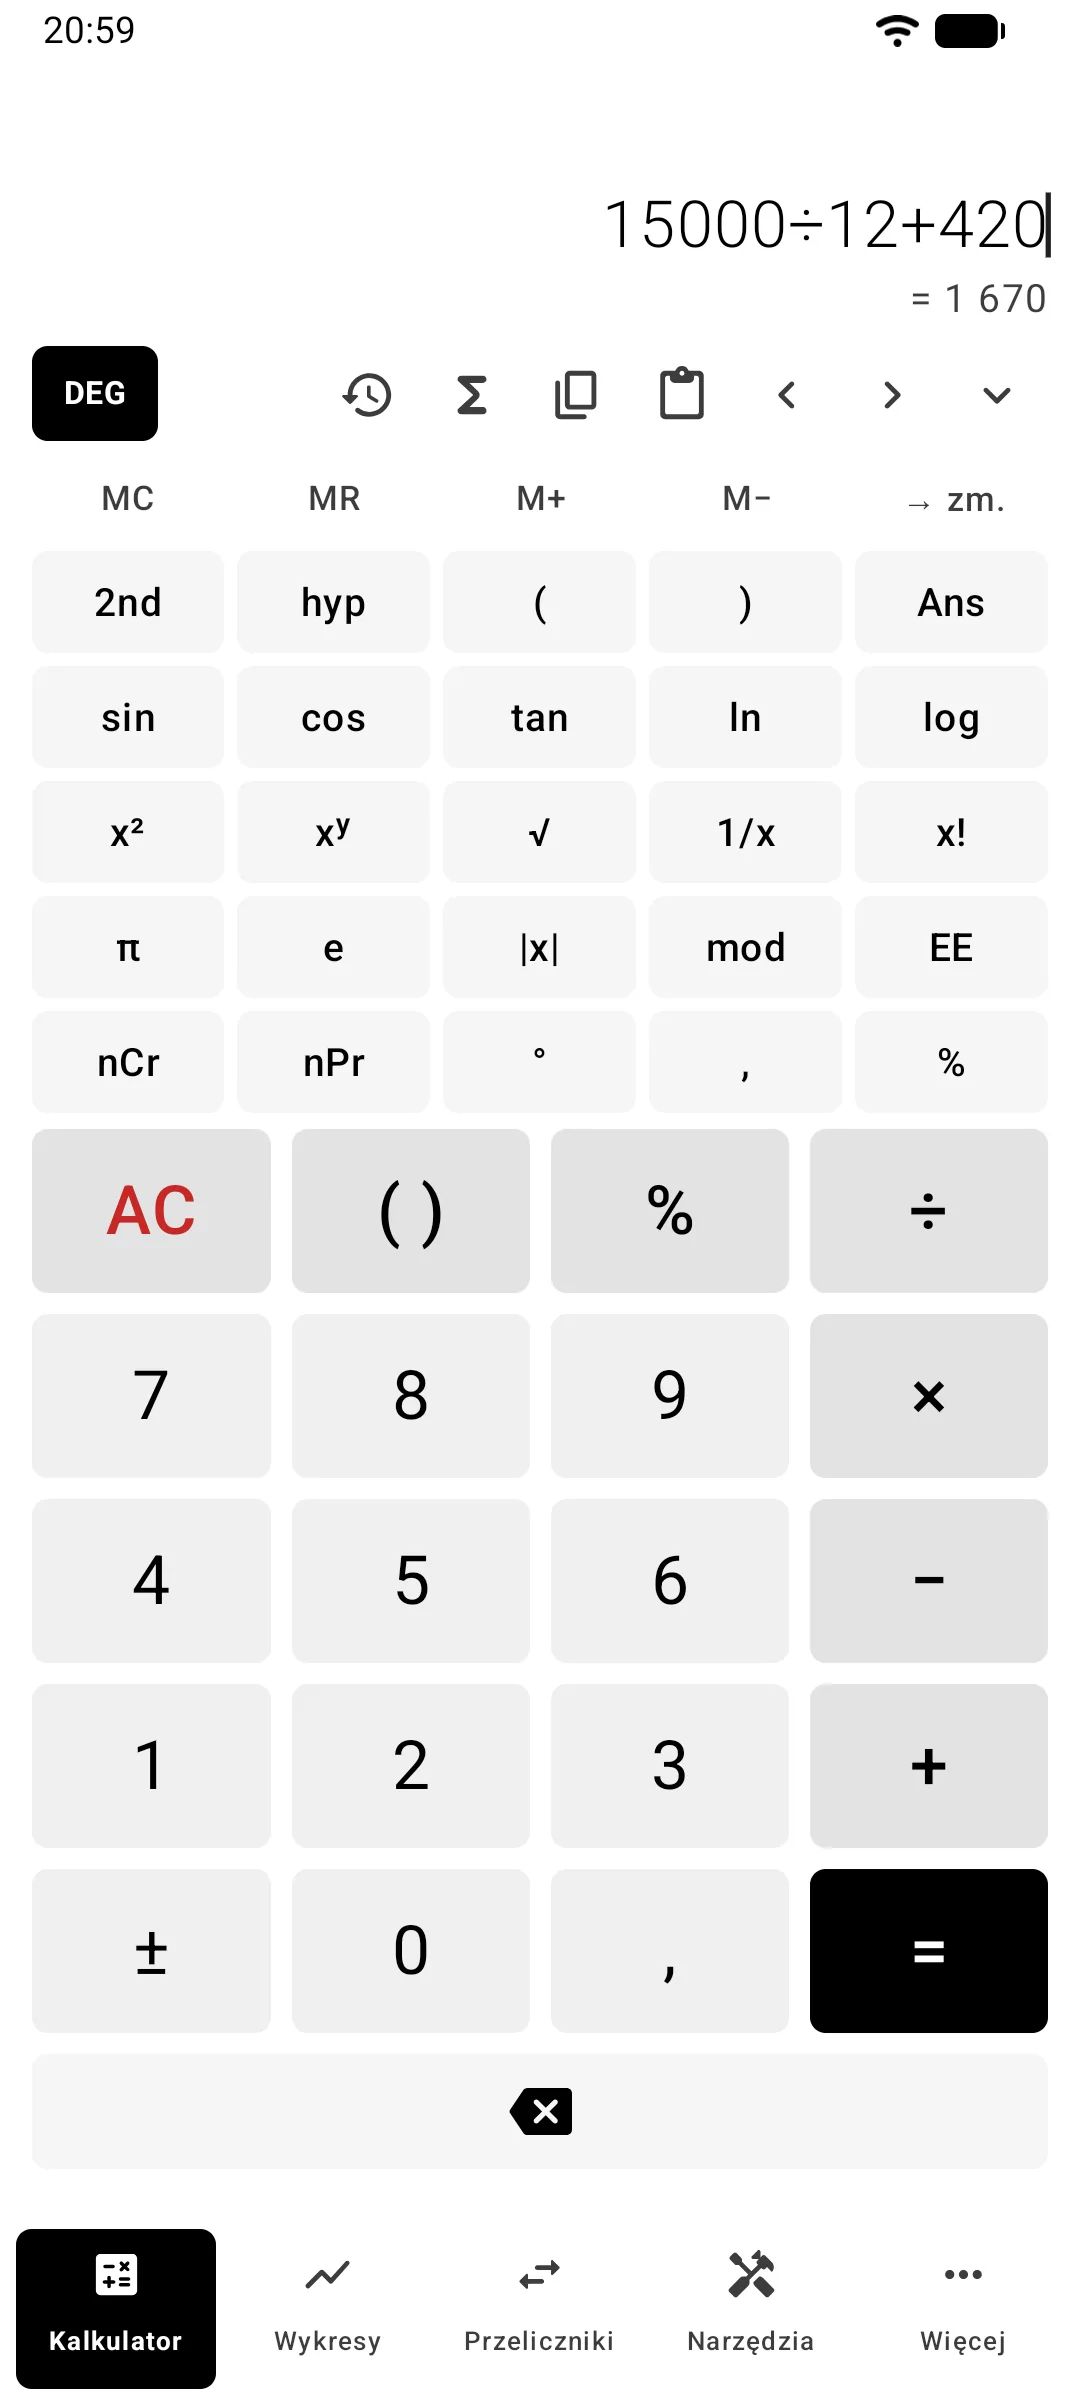 20:59
15000÷12+420
= 1 670
DEG
MC MR M+ M− → zm.
2nd hyp ( ) Ans
sin cos tan ln log
x² xʸ √ 1/x x!
π e |x| mod EE
nCr nPr ° , %
AC ( ) % ÷
7 8 9 ×
4 5 6 −
1 2 3 +
± 0 , =
Kalkulator Wykresy Przeliczniki Narzędzia Więcej